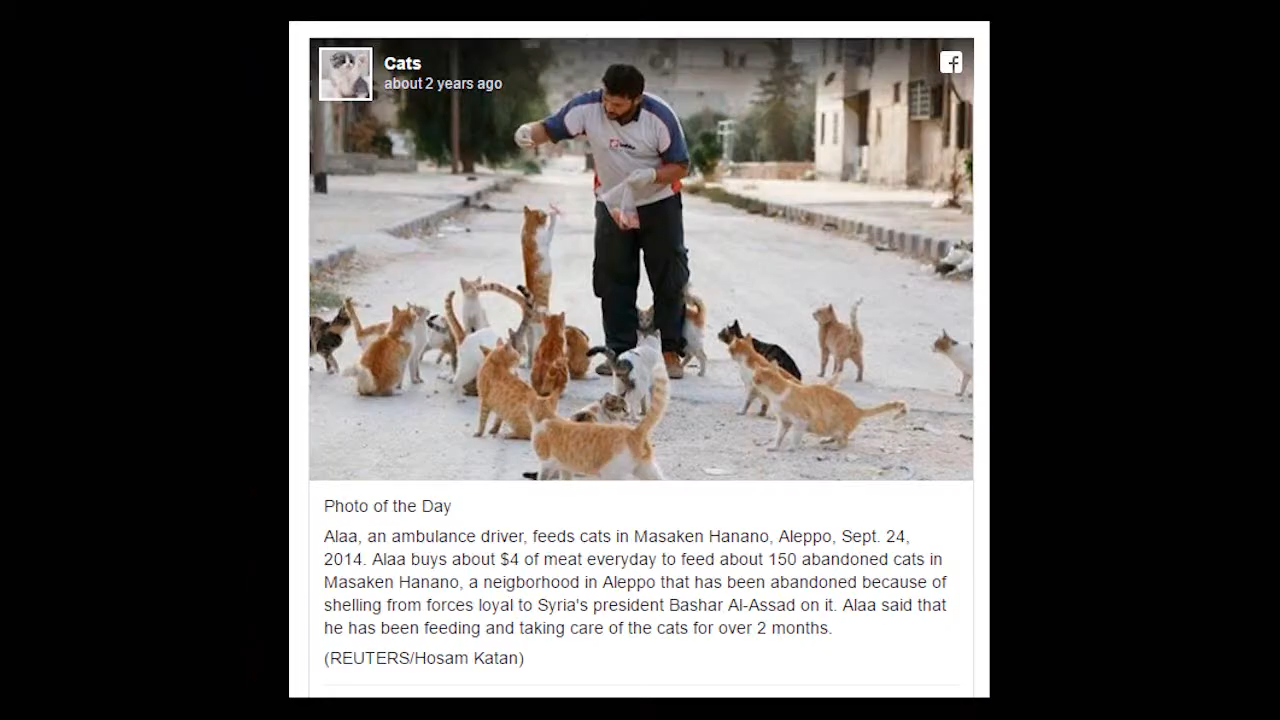 Cats
about 2 years ago
Photo of the Day
Alaa, an ambulance driver, feeds cats in Masaken Hanano, Aleppo, Sept. 24,
2014. Alaa buys about $4 of meat everyday to feed about 150 abandoned cats in
Masaken Hanano, a neigborhood in Aleppo that has been abandoned because of
shelling from forces loyal to Syria's president Bashar Al-Assad on it. Alaa said that
he has been feeding and taking care of the cats for over 2 months.
(REUTERS/Hosam Katan)